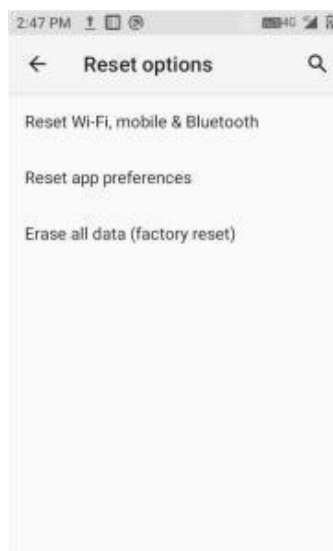 2:47 PM
Reset options
Reset Wi-Fi, mobile & Bluetooth
Reset app preferences
Erase all data (factory reset)